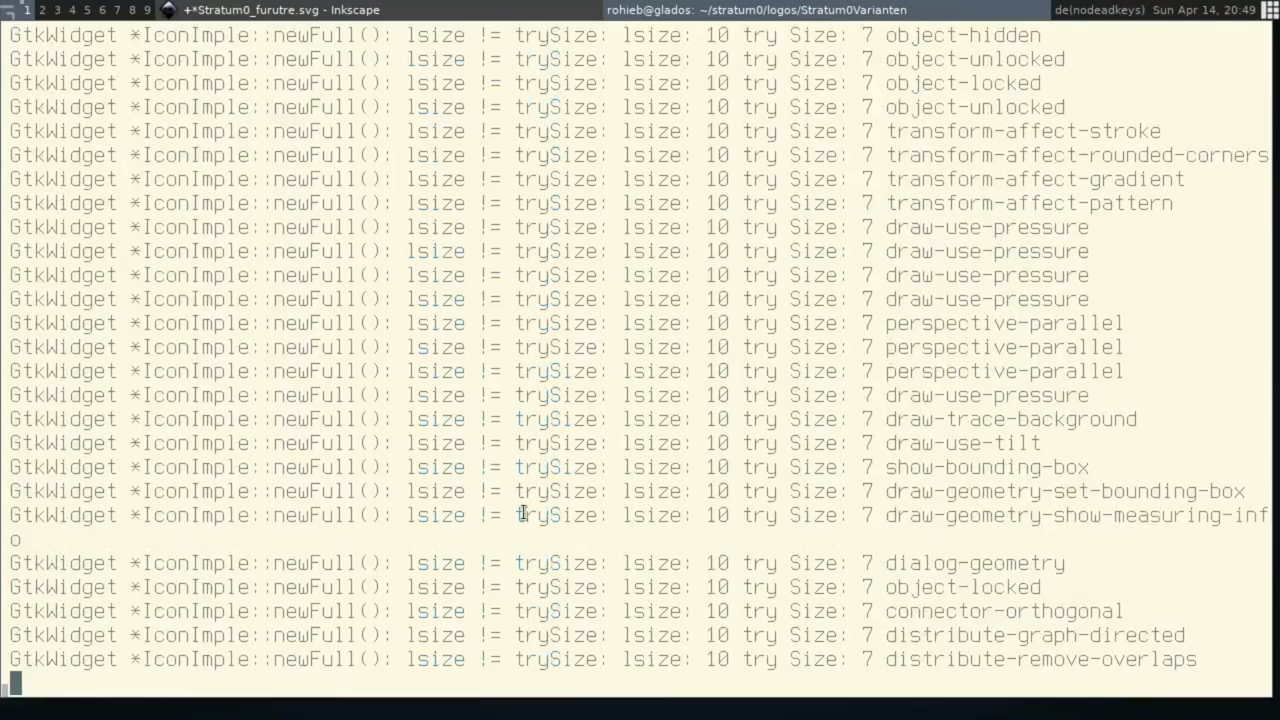 1 2 3 4 5 6 7 8 9 +*Stratum0_furutre.svg - Inkscape rohieb@glados: ~/stratum0/logos/Stratum0Varianten de(nodeadkeys) Sun Apr 14, 20:49
GtkWidget *IconImple::newFull(): lsize != trySize: lsize: 10 try Size: 7 object-hidden
GtkWidget *IconImple::newFull(): lsize != trySize: lsize: 10 try Size: 7 object-unlocked
GtkWidget *IconImple::newFull(): lsize != trySize: lsize: 10 try Size: 7 object-locked
GtkWidget *IconImple::newFull(): lsize != trySize: lsize: 10 try Size: 7 object-unlocked
GtkWidget *IconImple::newFull(): lsize != trySize: lsize: 10 try Size: 7 transform-affect-stroke
GtkWidget *IconImple::newFull(): lsize != trySize: lsize: 10 try Size: 7 transform-affect-rounded-corners
GtkWidget *IconImple::newFull(): lsize != trySize: lsize: 10 try Size: 7 transform-affect-gradient
GtkWidget *IconImple::newFull(): lsize != trySize: lsize: 10 try Size: 7 transform-affect-pattern
GtkWidget *IconImple::newFull(): lsize != trySize: lsize: 10 try Size: 7 draw-use-pressure
GtkWidget *IconImple::newFull(): lsize != trySize: lsize: 10 try Size: 7 draw-use-pressure
GtkWidget *IconImple::newFull(): lsize != trySize: lsize: 10 try Size: 7 draw-use-pressure
GtkWidget *IconImple::newFull(): lsize != trySize: lsize: 10 try Size: 7 draw-use-pressure
GtkWidget *IconImple::newFull(): lsize != trySize: lsize: 10 try Size: 7 perspective-parallel
GtkWidget *IconImple::newFull(): lsize != trySize: lsize: 10 try Size: 7 perspective-parallel
GtkWidget *IconImple::newFull(): lsize != trySize: lsize: 10 try Size: 7 perspective-parallel
GtkWidget *IconImple::newFull(): lsize != trySize: lsize: 10 try Size: 7 draw-use-pressure
GtkWidget *IconImple::newFull(): lsize != trySize: lsize: 10 try Size: 7 draw-trace-background
GtkWidget *IconImple::newFull(): lsize != trySize: lsize: 10 try Size: 7 draw-use-tilt
GtkWidget *IconImple::newFull(): lsize != trySize: lsize: 10 try Size: 7 show-bounding-box
GtkWidget *IconImple::newFull(): lsize != trySize: lsize: 10 try Size: 7 draw-geometry-set-bounding-box
GtkWidget *IconImple::newFull(): lsize != trySize: lsize: 10 try Size: 7 draw-geometry-show-measuring-inf
o
GtkWidget *IconImple::newFull(): lsize != trySize: lsize: 10 try Size: 7 dialog-geometry
GtkWidget *IconImple::newFull(): lsize != trySize: lsize: 10 try Size: 7 object-locked
GtkWidget *IconImple::newFull(): lsize != trySize: lsize: 10 try Size: 7 connector-orthogonal
GtkWidget *IconImple::newFull(): lsize != trySize: lsize: 10 try Size: 7 distribute-graph-directed
GtkWidget *IconImple::newFull(): lsize != trySize: lsize: 10 try Size: 7 distribute-remove-overlaps